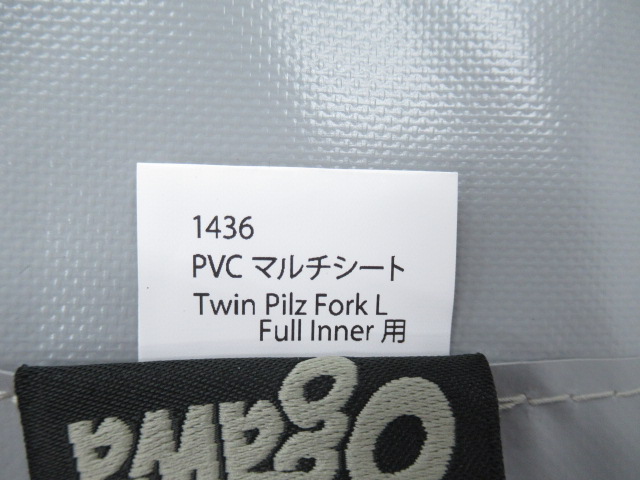 1436
PVC マルチシート
Twin Pilz Fork L
Full Inner 用
Ogawa